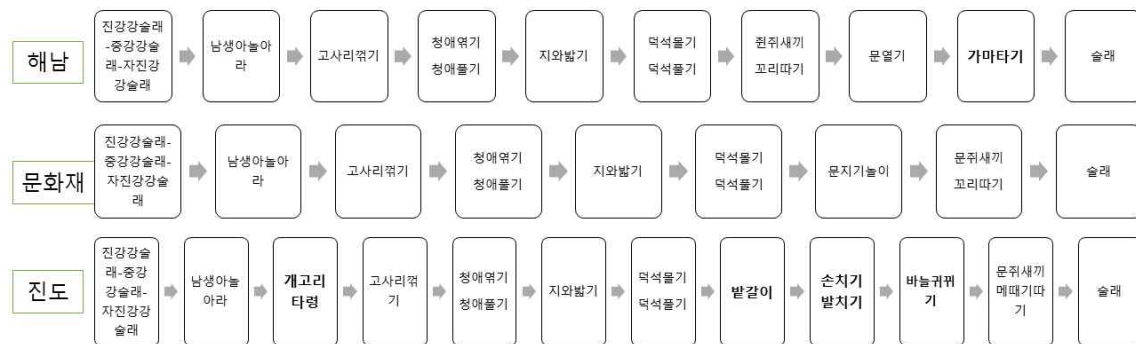 해남
진강강술래
-중강강술
래-자진강
강술래
남생아놀아
라
고사리꺾기
청애엮기
청애풀기
지와밟기
덕석몰기
덕석풀기
쥔쥐새끼
꼬리따기
문열기
가마타기
술래
문화재
진강강술래-
중강강술래-
자진강강술
래
남생아놀아
라
고사리꺾기
청애엮기
청애풀기
지와밟기
덕석몰기
덕석풀기
문지기놀이
문쥐새끼
꼬리따기
술래
진도
진강강술
래-중강
강술래-
자진강강
술래
남생아놀
아라
개고리
타령
고사리꺾
기
청애엮기
청애풀기
지와밟기
덕석몰기
덕석풀기
밭갈이
손치기
발치기
바늘귀뀌
기
문쥐새끼
메때기따
기
술래